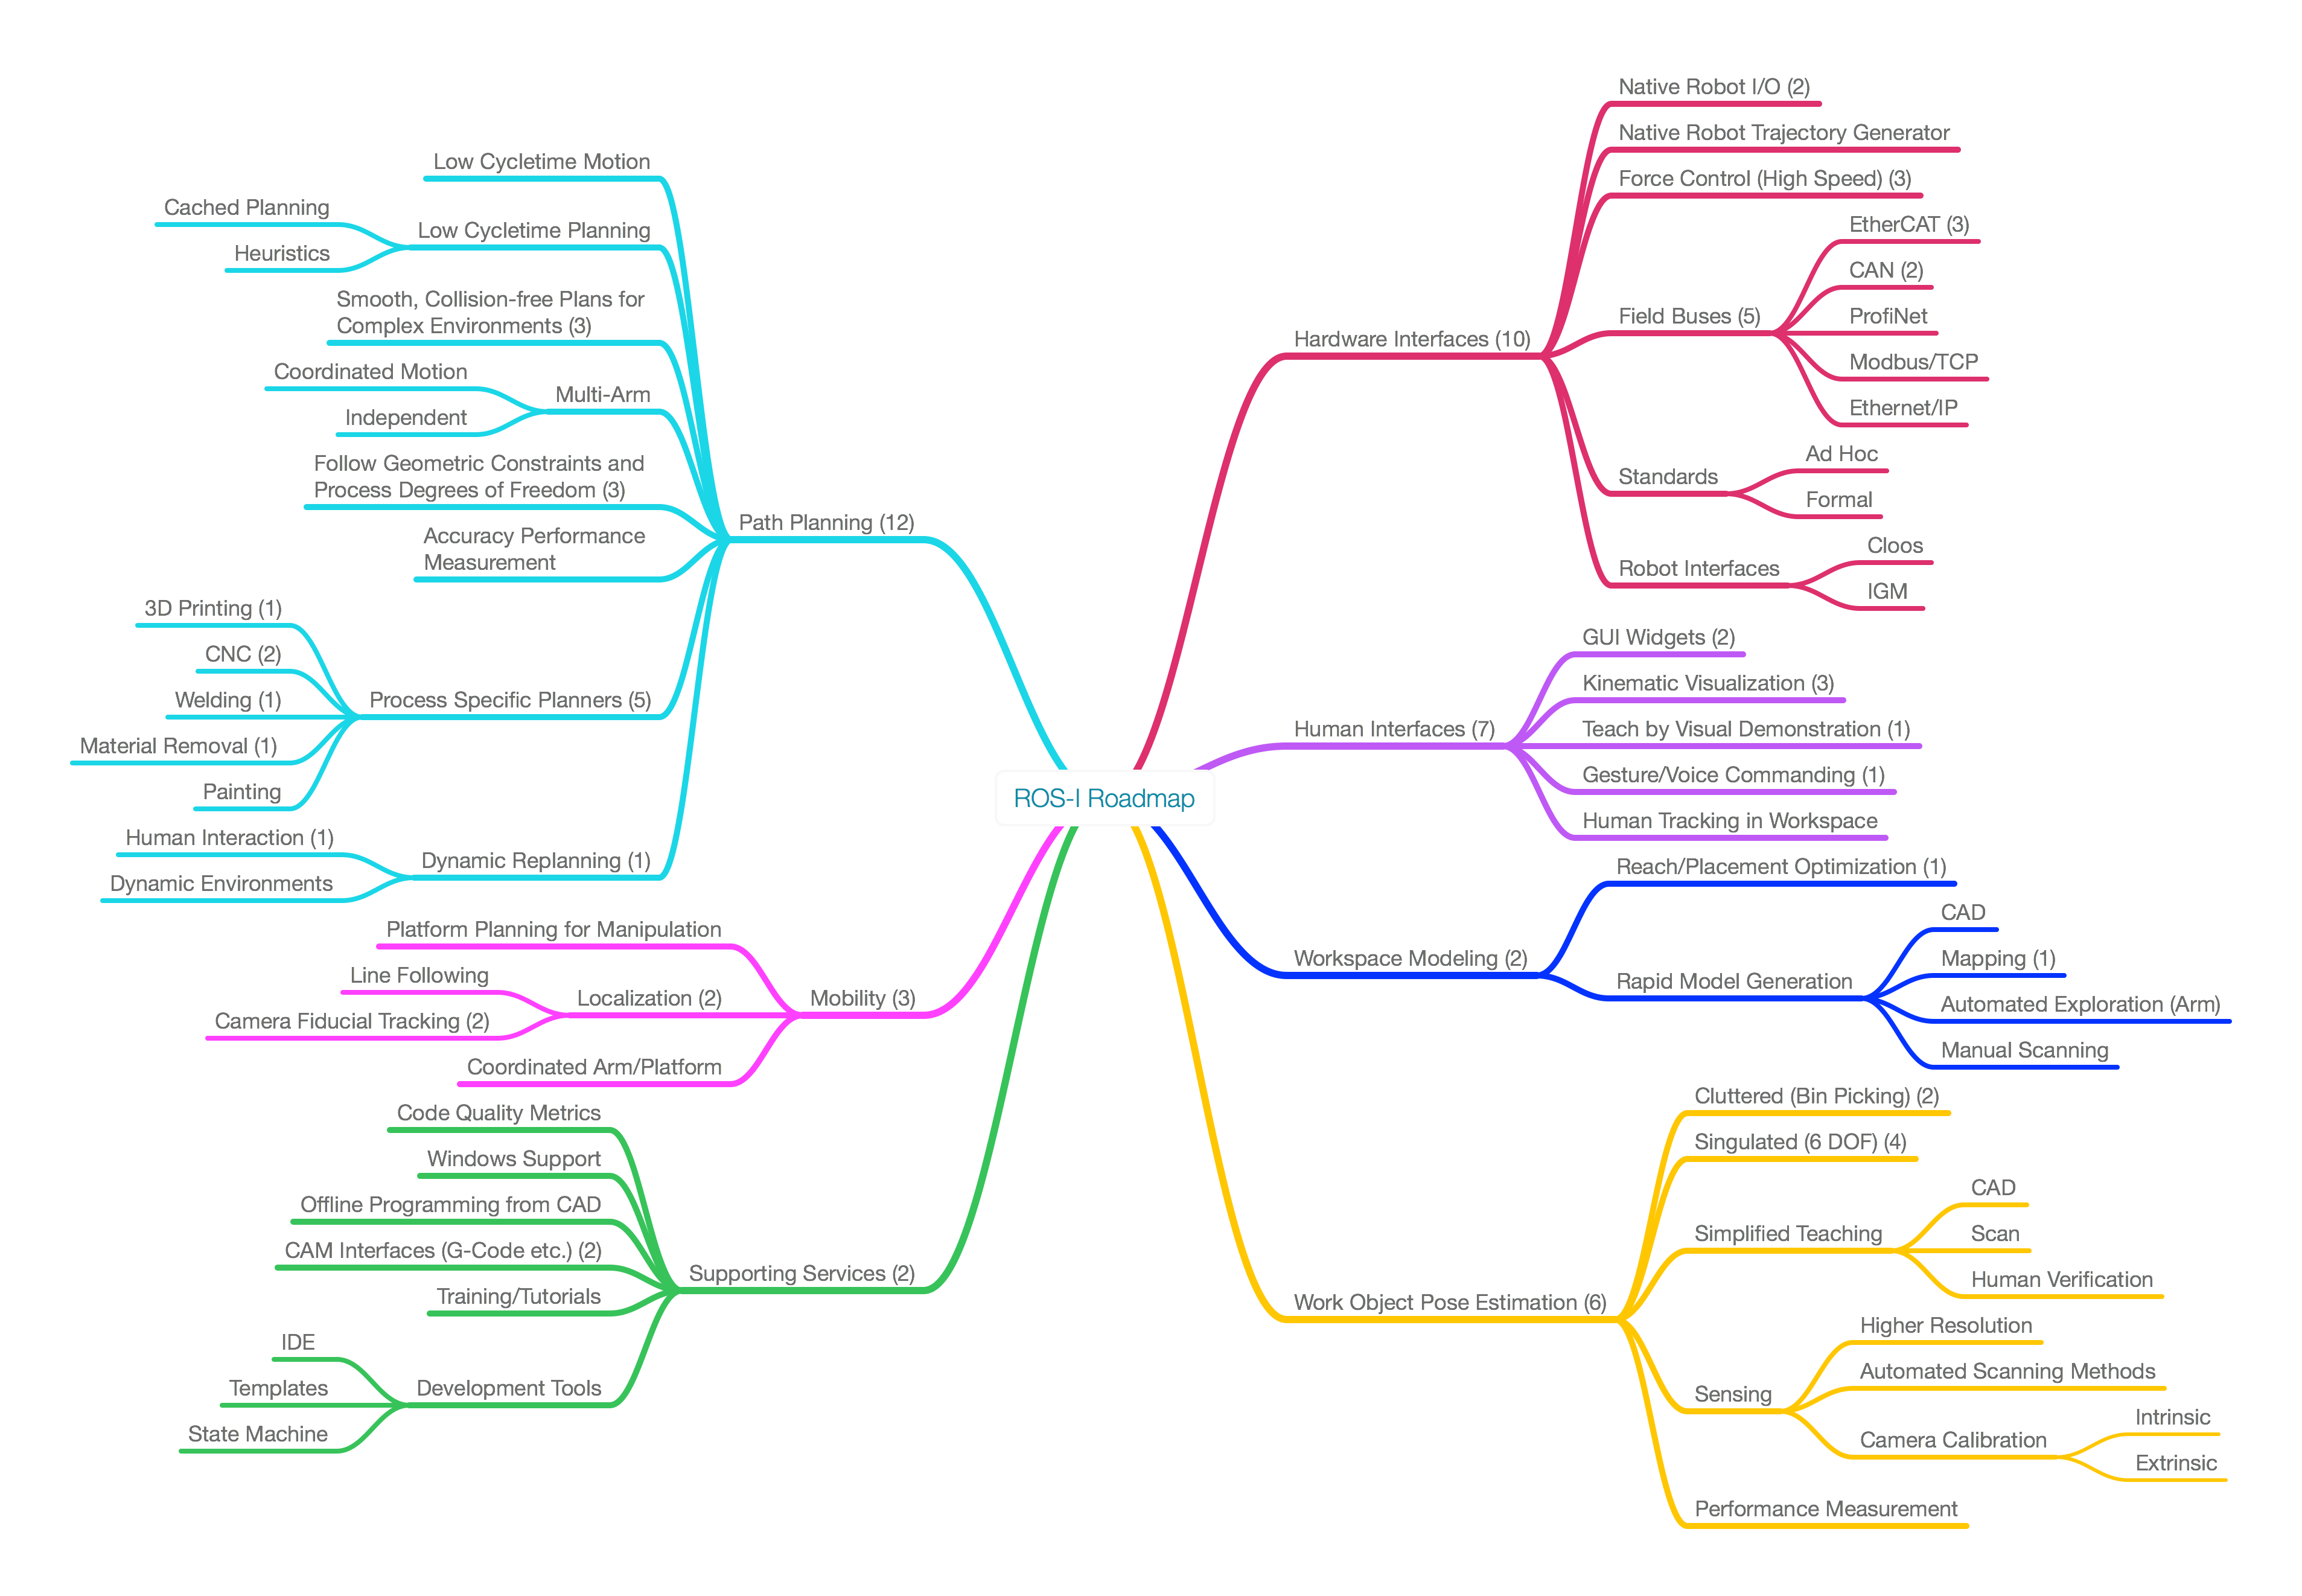 ROS-I Roadmap
Hardware Interfaces (10)
Native Robot I/O (2)
Native Robot Trajectory Generator
Force Control (High Speed) (3)
Field Buses (5)
EtherCAT (3)
CAN (2)
ProfiNet
Modbus/TCP
Ethernet/IP
Standards
Ad Hoc
Formal
Robot Interfaces
Cloos
IGM
Human Interfaces (7)
GUI Widgets (2)
Kinematic Visualization (3)
Teach by Visual Demonstration (1)
Gesture/Voice Commanding (1)
Human Tracking in Workspace
Workspace Modeling (2)
Reach/Placement Optimization (1)
Rapid Model Generation
CAD
Mapping (1)
Automated Exploration (Arm)
Manual Scanning
Work Object Pose Estimation (6)
Cluttered (Bin Picking) (2)
Singulated (6 DOF) (4)
Simplified Teaching
CAD
Scan
Human Verification
Sensing
Higher Resolution
Automated Scanning Methods
Camera Calibration
Intrinsic
Extrinsic
Performance Measurement
Path Planning (12)
Low Cycletime Motion
Low Cycletime Planning
Cached Planning
Heuristics
Smooth, Collision-free Plans for
Complex Environments (3)
Multi-Arm
Coordinated Motion
Independent
Follow Geometric Constraints and
Process Degrees of Freedom (3)
Accuracy Performance
Measurement
Process Specific Planners (5)
3D Printing (1)
CNC (2)
Welding (1)
Material Removal (1)
Painting
Dynamic Replanning (1)
Human Interaction (1)
Dynamic Environments
Mobility (3)
Platform Planning for Manipulation
Localization (2)
Line Following
Camera Fiducial Tracking (2)
Coordinated Arm/Platform
Supporting Services (2)
Code Quality Metrics
Windows Support
Offline Programming from CAD
CAM Interfaces (G-Code etc.) (2)
Training/Tutorials
Development Tools
IDE
Templates
State Machine